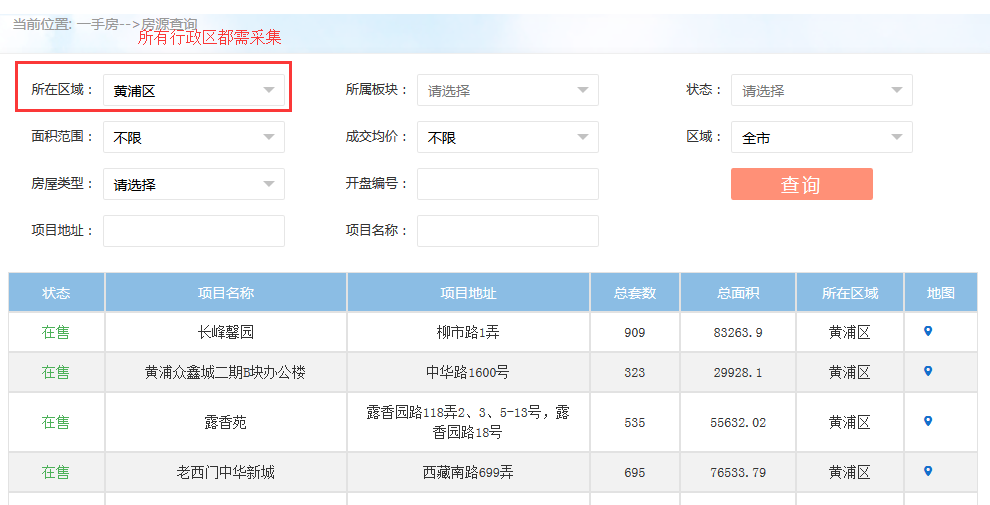 当前位置: 一手房-->房源查询
所有行政区都需采集
所在区域： 黄浦区 所属板块： 请选择 状态： 请选择
面积范围： 不限 成交均价： 不限 区域： 全市
房屋类型： 请选择 开盘编号： 查询
项目地址： 项目名称：
状态 项目名称 项目地址 总套数 总面积 所在区域 地图
在售 长峰馨园 柳市路1弄 909 83263.9 黄浦区
在售 黄浦众鑫城二期B块办公楼 中华路1600号 323 29928.1 黄浦区
在售 露香苑 露香园路118弄2、3、5-13号，露
香园路18号 535 55632.02 黄浦区
在售 老西门中华新城 西藏南路699弄 695 76533.79 黄浦区